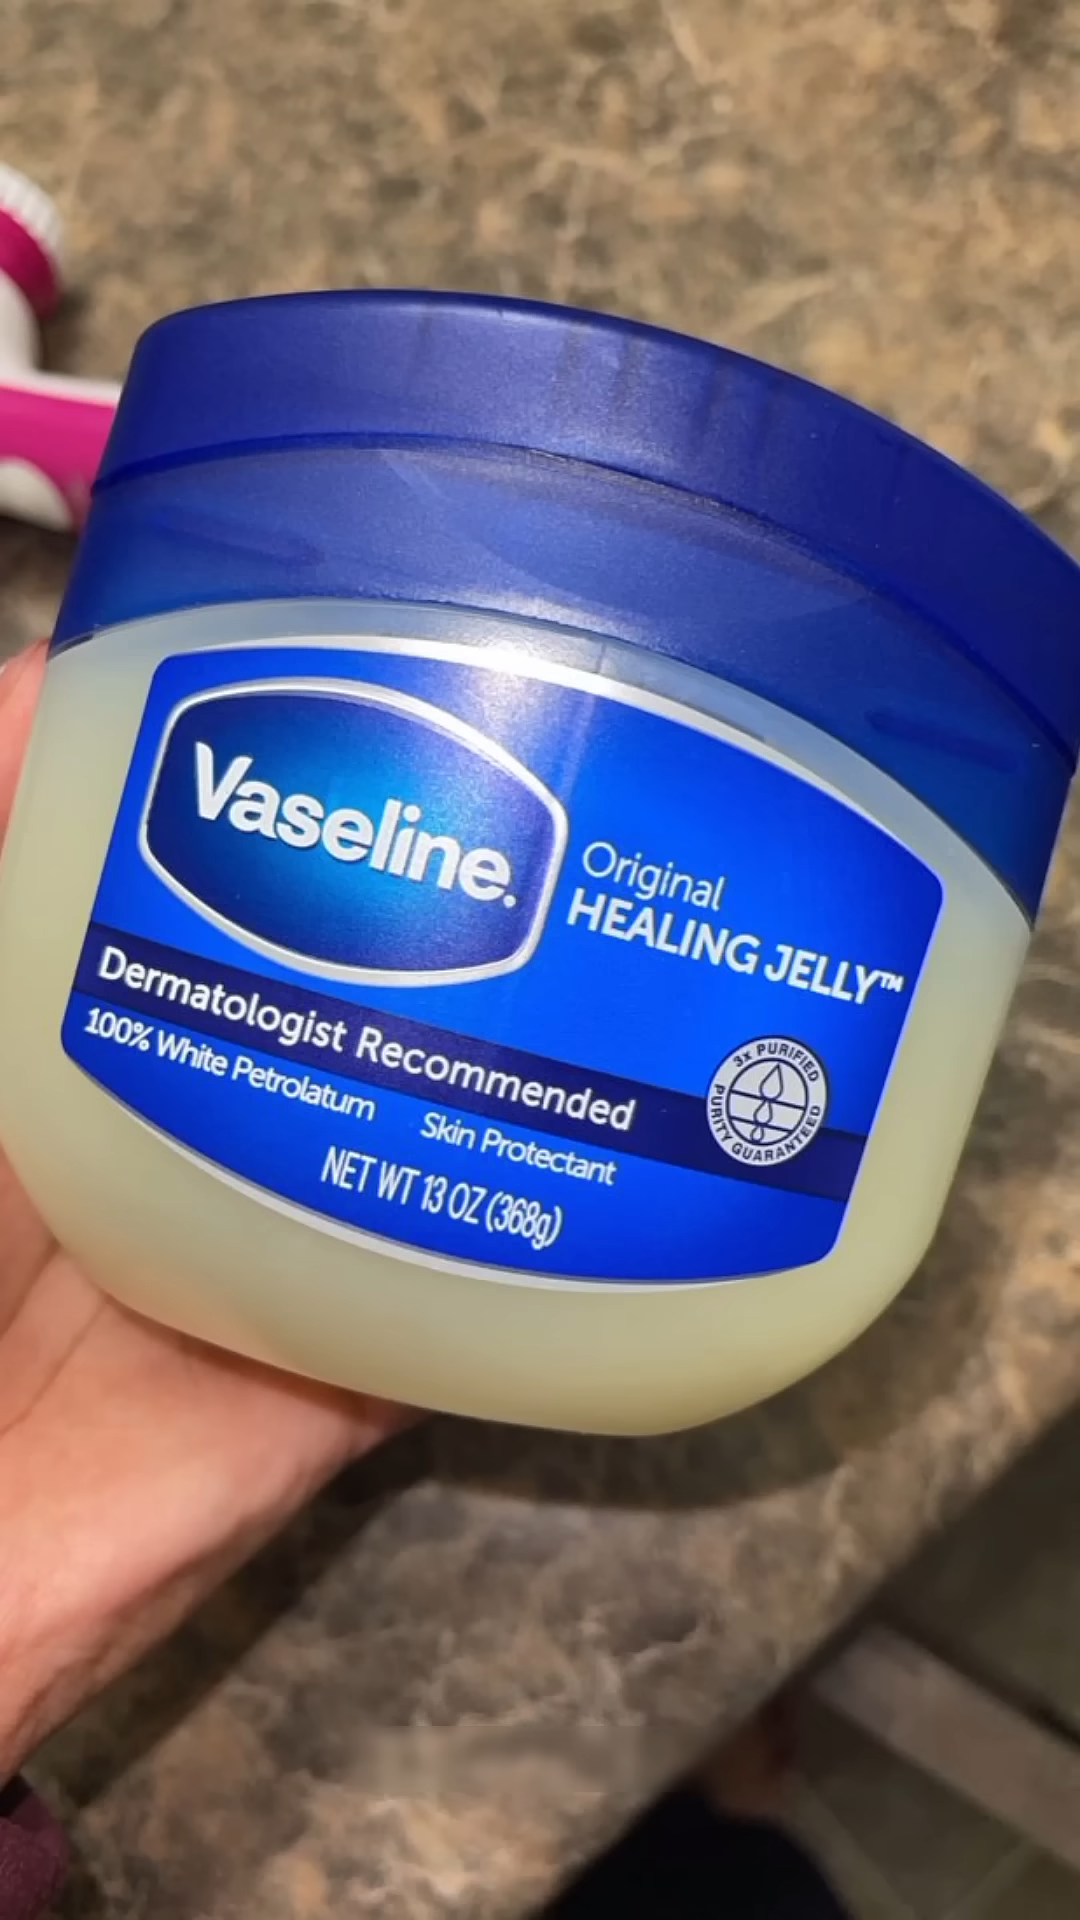 Vaseline.
Original
HEALING JELLY™
Dermatologist Recommended
100% White Petrolatum Skin Protectant
NET WT 13 OZ (368g)
3x PURIFIED
PURITY GUARANTEED